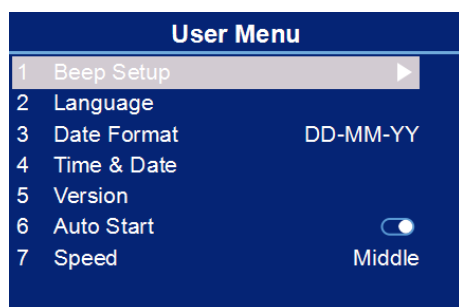 User Menu
1 Beep Setup
2 Language
3 Date Format DD-MM-YY
4 Time & Date
5 Version
6 Auto Start
7 Speed Middle